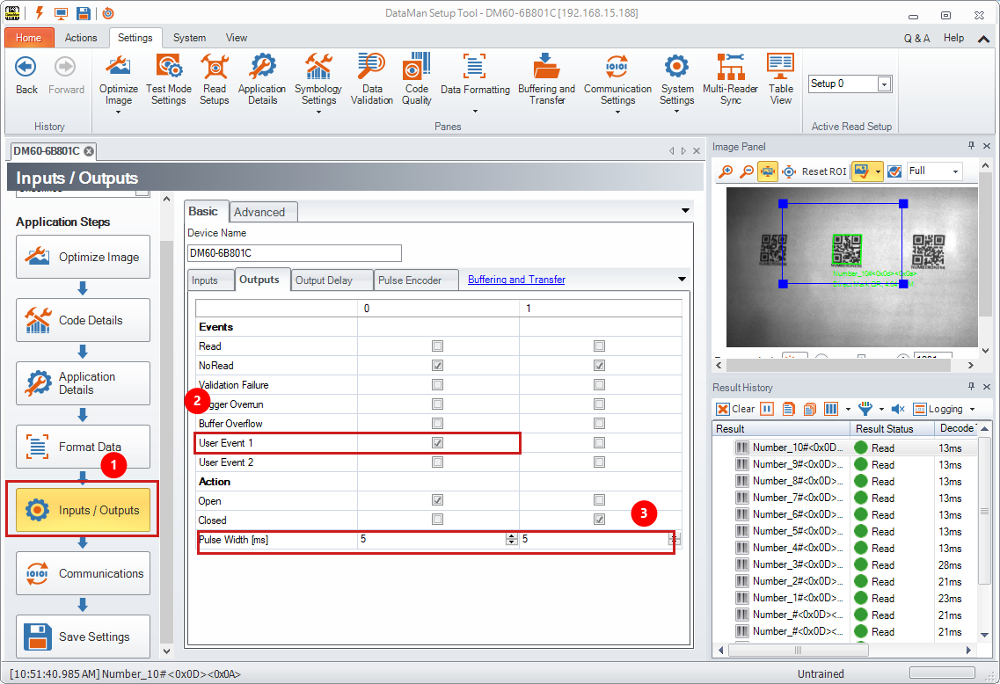 DataMan Setup Tool - DM60-6B801C [192.168.15.188]
Home Actions Settings System View Q & A Help
Back Forward Optimize Image Test Mode Settings Read Setups Application Details Symbology Settings Data Validation Code Quality Data Formatting Buffering and Transfer Communication Settings System Settings Multi-Reader Sync Table View Setup 0
History Panes Active Read Setup
DM60-6B801C
Inputs / Outputs
Application Steps
Optimize Image
Code Details
Application
Details
Format Data
1
Inputs / Outputs
Communications
Save Settings
Basic Advanced
Device Name
DM60-6B801C
Inputs Outputs Output Delay Pulse Encoder Buffering and Transfer
0 1
Events
Read
NoRead
Validation Failure
2
Overrun
Buffer Overflow
User Event 1
User Event 2
Action
Open
Closed
3
Pulse Width [ms] 5 5
Image Panel
Reset ROI Full
Result History
Clear Logging
Result Result Status Decode
Number_10#<0x0D... Read 13ms
Number_9#<0x0D>... Read 13ms
Number_8#<0x0D>... Read 13ms
Number_7#<0x0D>... Read 13ms
Number_6#<0x0D>... Read 13ms
Number_5#<0x0D>... Read 13ms
Number_4#<0x0D>... Read 13ms
Number_3#<0x0D>... Read 28ms
Number_2#<0x0D>... Read 21ms
Number_1#<0x0D>... Read 23ms
Number_#<0x0D><... Read 21ms
Number_#<0x0D><... Read 21ms
[10:51:40.985 AM] Number_10#<0x0D><0x0A> Untrained